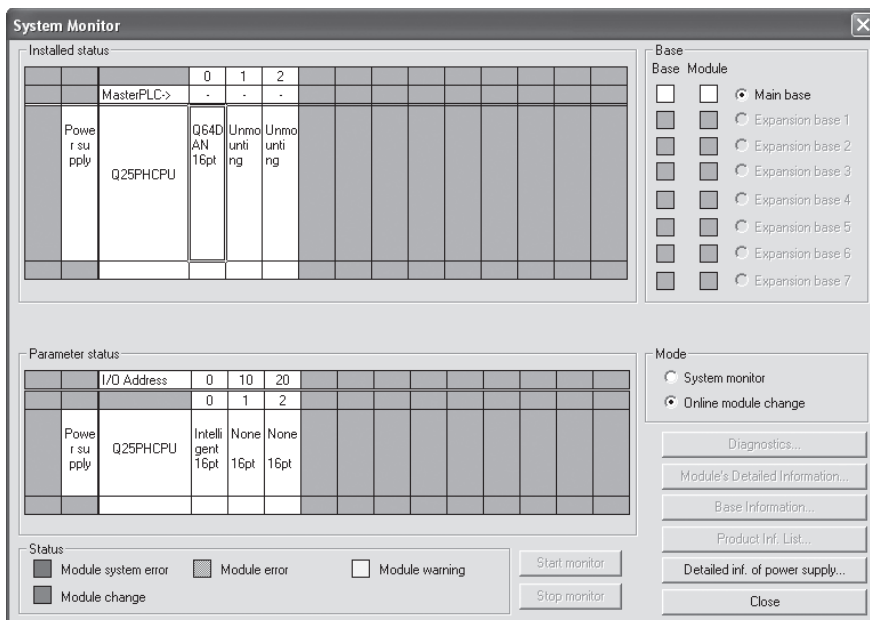 System Monitor
Installed status
0 1 2
MasterPLC-> - - -
Powe
r su
pply
Q25PHCPU
Q64D
AN
16pt
Unmo
unti
ng
Unmo
unti
ng
Base
Base Module
Main base
Expansion base 1
Expansion base 2
Expansion base 3
Expansion base 4
Expansion base 5
Expansion base 6
Expansion base 7
Parameter status
I/O Address 0 10 20
0 1 2
Powe
r su
pply
Q25PHCPU
Intelli
gent
16pt
None
16pt
None
16pt
Mode
System monitor
Online module change
Diagnostics...
Module's Detailed Information...
Base Information...
Product Inf. List...
Detailed inf. of power supply...
Close
Status
Module system error
Module error
Module warning
Module change
Start monitor
Stop monitor